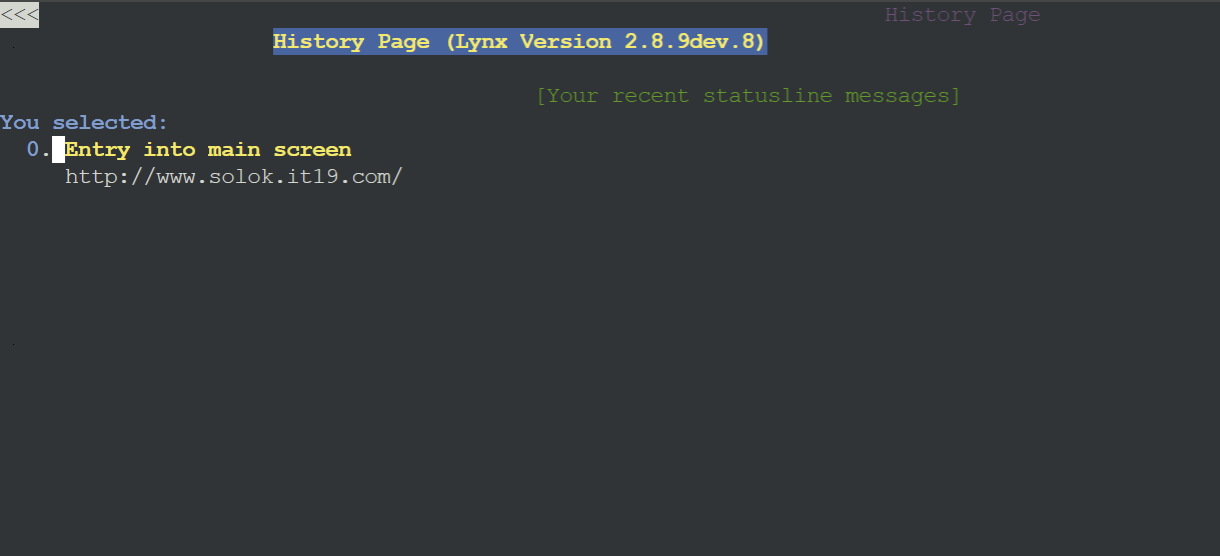 <<< History Page
History Page (Lynx Version 2.8.9dev.8)
[Your recent statusline messages]
You selected:
0. Entry into main screen
http://www.solok.it19.com/